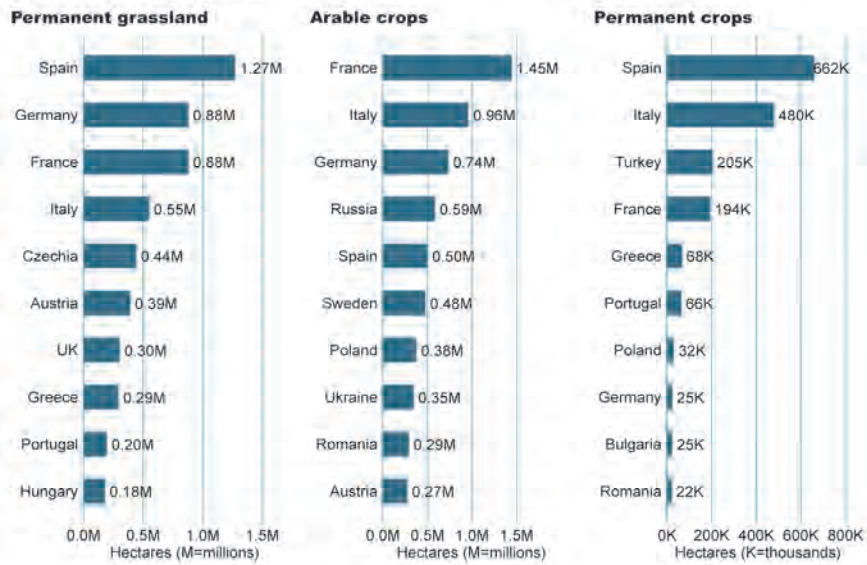 Permanent grassland
Spain 1.27M
Germany 0.88M
France 0.88M
Italy 0.55M
Czechia 0.44M
Austria 0.39M
UK 0.30M
Greece 0.29M
Portugal 0.20M
Hungary 0.18M
0.0M 0.5M 1.0M 1.5M
Hectares (M=millions)
Arable crops
France 1.45M
Italy 0.96M
Germany 0.74M
Russia 0.59M
Spain 0.50M
Sweden 0.48M
Poland 0.38M
Ukraine 0.35M
Romania 0.29M
Austria 0.27M
0.0M 0.5M 1.0M 1.5M
Hectares (M=millions)
Permanent crops
Spain 662K
Italy 480K
Turkey 205K
France 194K
Greece 68K
Portugal 66K
Poland 32K
Germany 25K
Bulgaria 25K
Romania 22K
0K 200K 400K 600K 800K
Hectares (K=thousands)